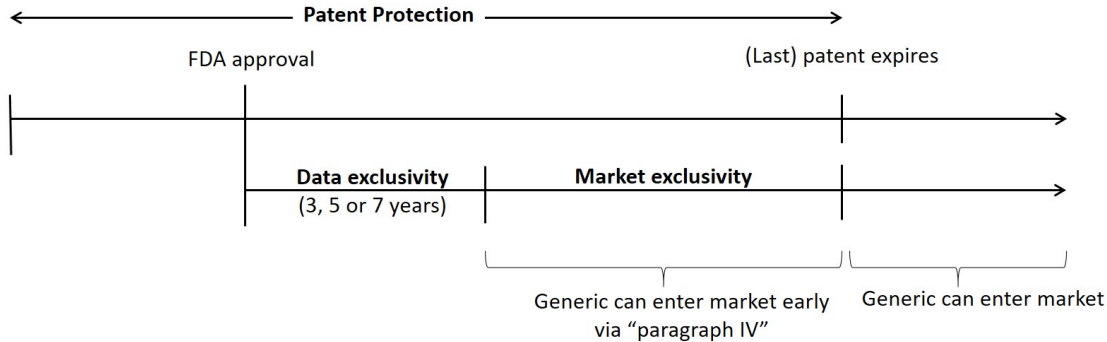 Patent Protection
FDA approval
(Last) patent expires
Data exclusivity
(3, 5 or 7 years)
Market exclusivity
Generic can enter market early
via “paragraph IV”
Generic can enter market